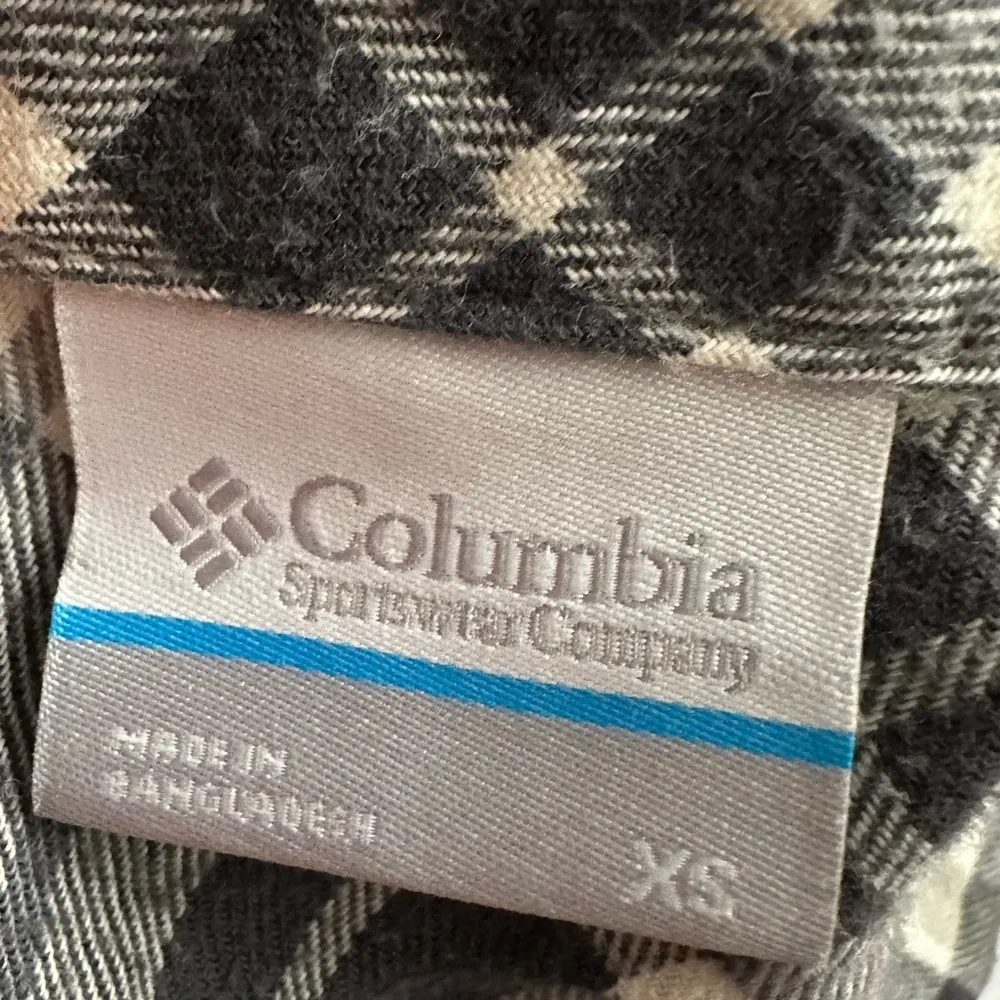 Columbia
Sportswear Company
MADE IN
BANGLADESH
XS